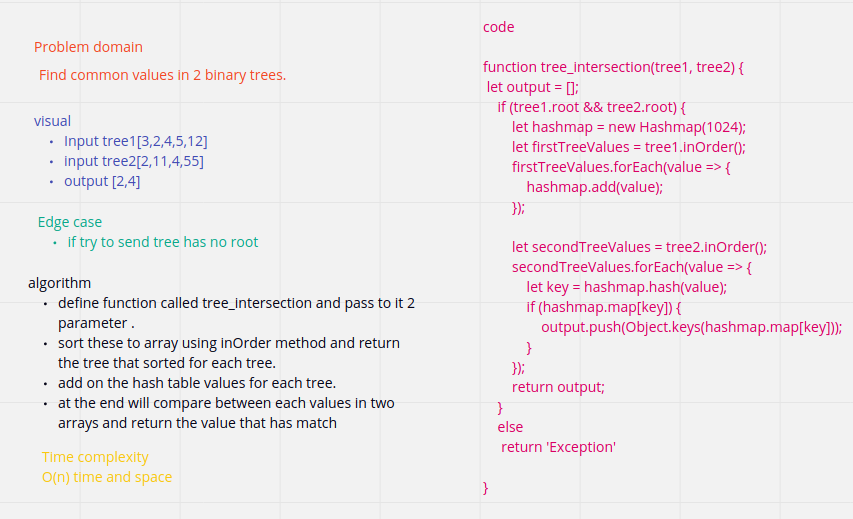 Problem domain
Find common values in 2 binary trees.
visual
• Input tree1[3,2,4,5,12]
• input tree2[2,11,4,55]
• output [2,4]
Edge case
• if try to send tree has no root
algorithm
• define function called tree_intersection and pass to it 2
parameter .
• sort these to array using inOrder method and return
the tree that sorted for each tree.
• add on the hash table values for each tree.
• at the end will compare between each values in two
arrays and return the value that has match
Time complexity
O(n) time and space
code
function tree_intersection(tree1, tree2) {
let output = [];
if (tree1.root && tree2.root) {
let hashmap = new Hashmap(1024);
let firstTreeValues = tree1.inOrder();
firstTreeValues.forEach(value => {
hashmap.add(value);
});
let secondTreeValues = tree2.inOrder();
secondTreeValues.forEach(value => {
let key = hashmap.hash(value);
if (hashmap.map[key]) {
output.push(Object.keys(hashmap.map[key]));
}
});
return output;
}
else
return 'Exception'
}